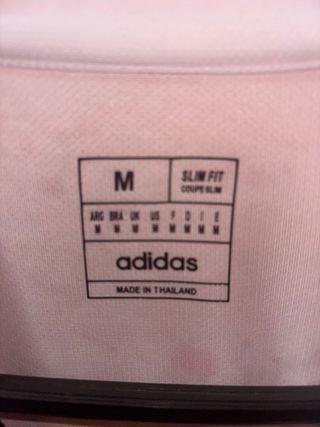 M
SLIM FIT
COUPE SLIM
ARG BRA UK US F D I E
M M M M M M M M
adidas
MADE IN THAILAND